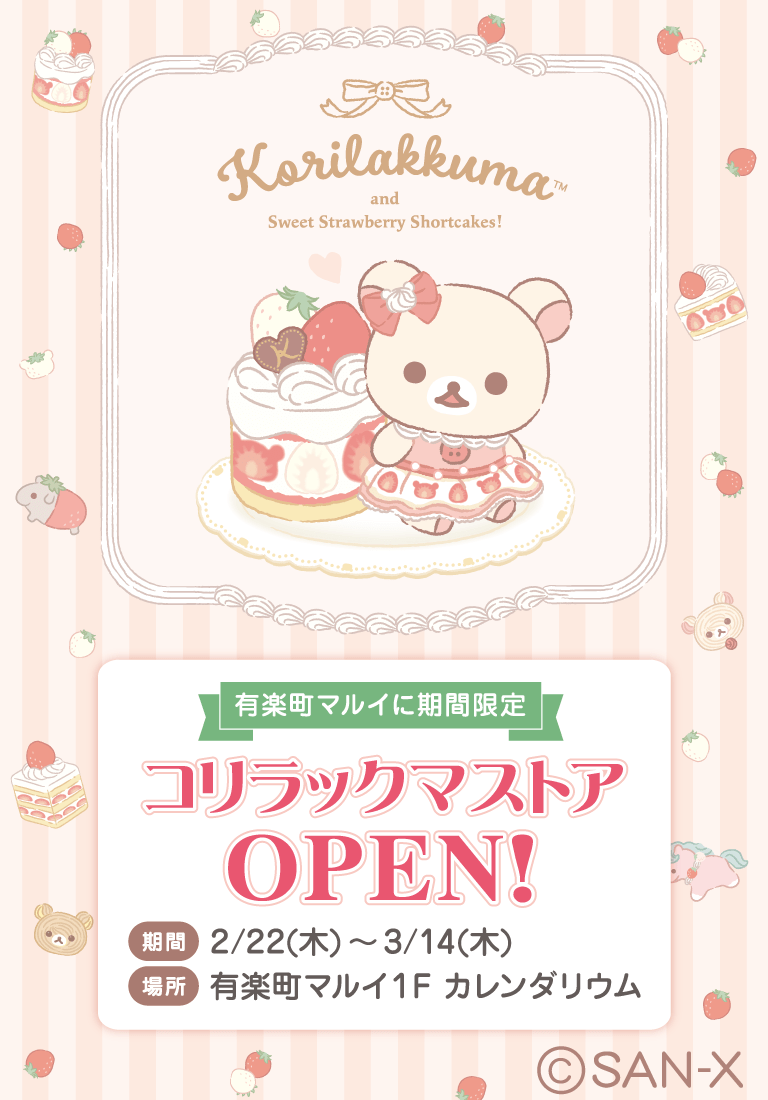 Korilakkuma™
and
Sweet Strawberry Shortcakes!
K
有楽町マルイに期間限定
コリラックマストア
OPEN!
期間 2/22(木)～3/14(木)
場所 有楽町マルイ1F カレンダリウム
©SAN-X